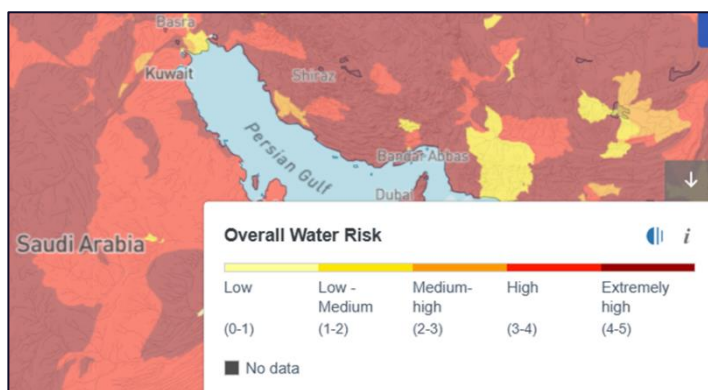 Basra
Kuwait
Shiraz
Persian Gulf
Bandar Abbas
Dubai
Saudi Arabia
Overall Water Risk
i
Low
Low -
Medium
Medium-
high
High
Extremely
high
(0-1)
(1-2)
(2-3)
(3-4)
(4-5)
No data